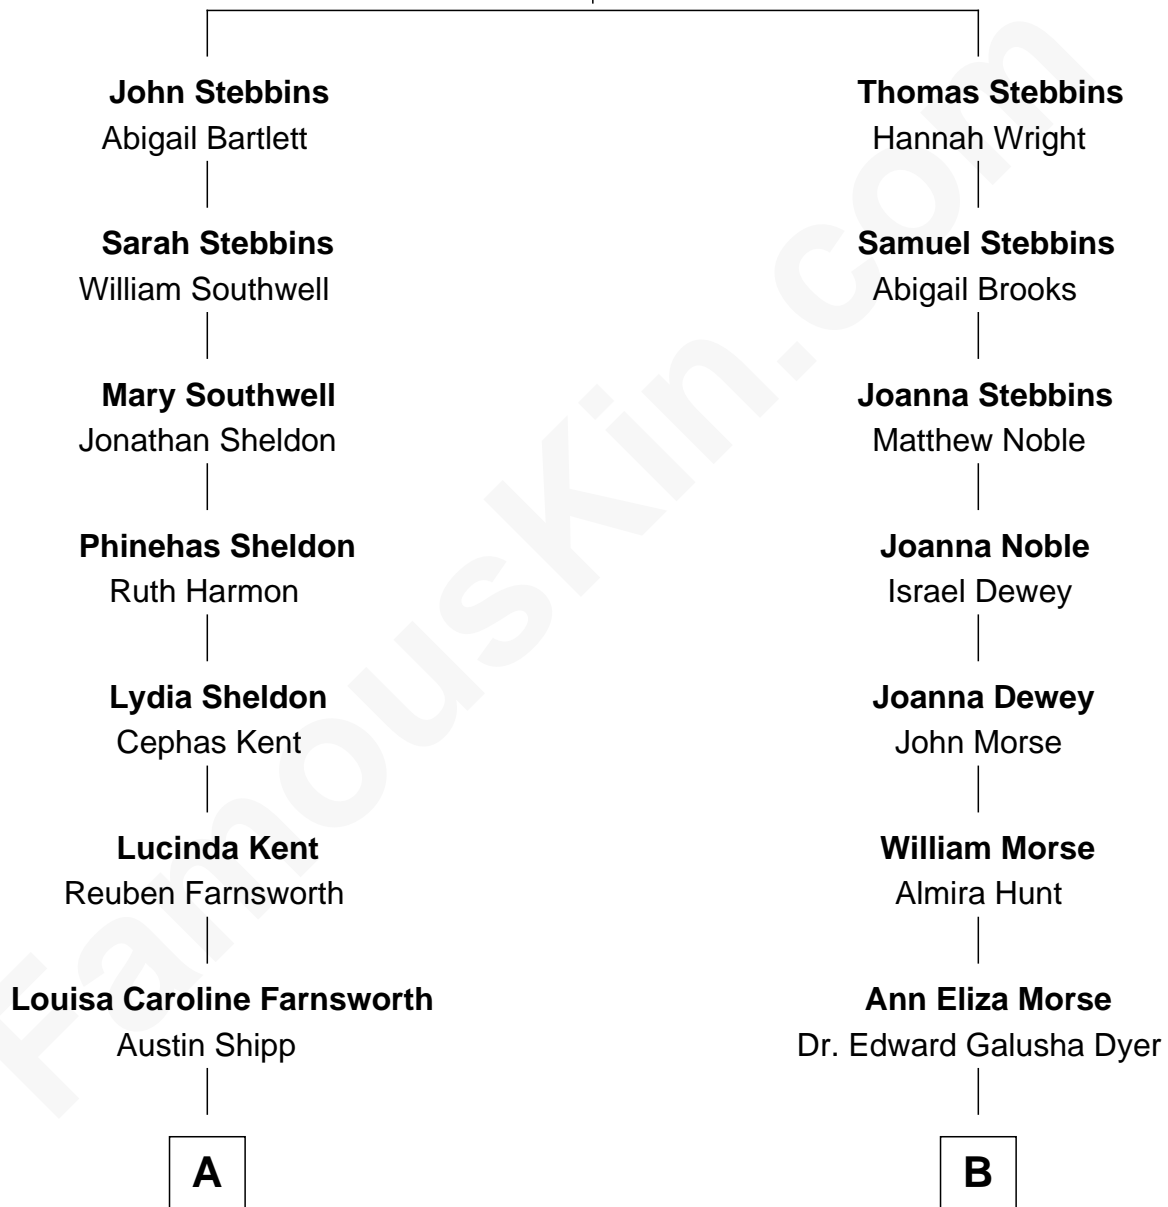 John Stebbins
Abigail Bartlett
Sarah Stebbins
William Southwell
Mary Southwell
Jonathan Sheldon
Phinehas Sheldon
Ruth Harmon
Lydia Sheldon
Cephas Kent
Lucinda Kent
Reuben Farnsworth
Louisa Caroline Farnsworth
Austin Shipp
A
Thomas Stebbins
Hannah Wright
Samuel Stebbins
Abigail Brooks
Joanna Stebbins
Matthew Noble
Joanna Noble
Israel Dewey
Joanna Dewey
John Morse
William Morse
Almira Hunt
Ann Eliza Morse
Dr. Edward Galusha Dyer
B
FamousKin.com